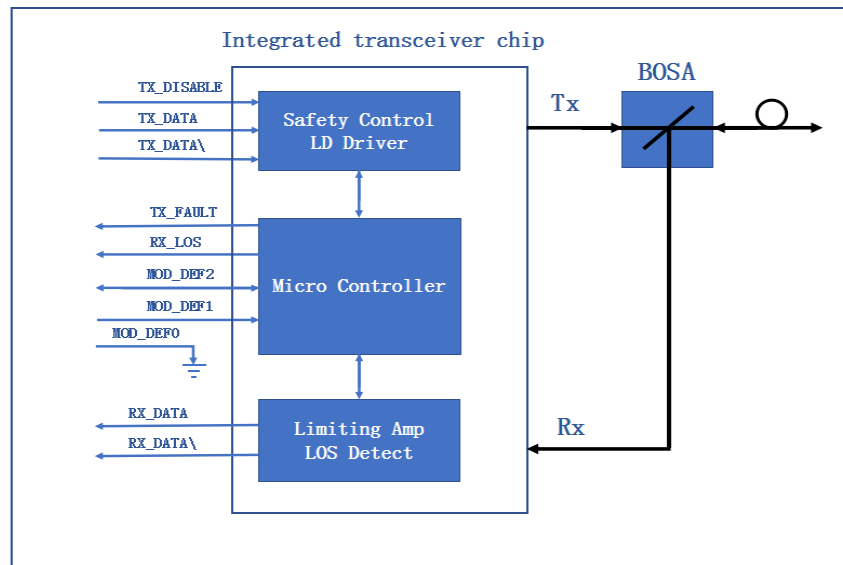 Integrated transceiver chip
BOSA
TX_DISABLE
TX_DATA
TX_DATA\
Safety Control
LD Driver
Tx
TX_FAULT
RX_LOS
MOD_DEF2
MOD_DEF1
MOD_DEF0
Micro Controller
RX_DATA
RX_DATA\
Limiting Amp
LOS Detect
Rx